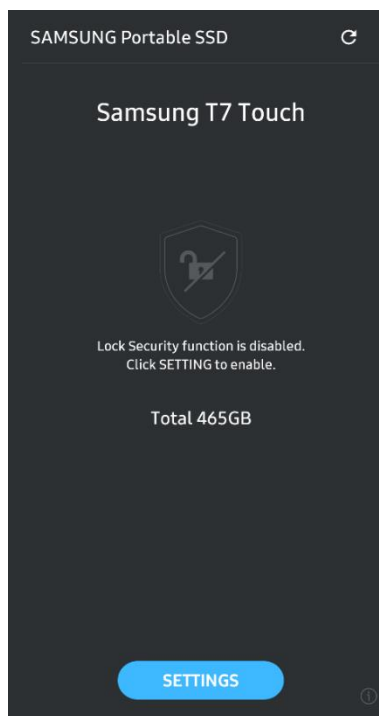 SAMSUNG Portable SSD
Samsung T7 Touch
Lock Security function is disabled.
Click SETTING to enable.
Total 465GB
SETTINGS